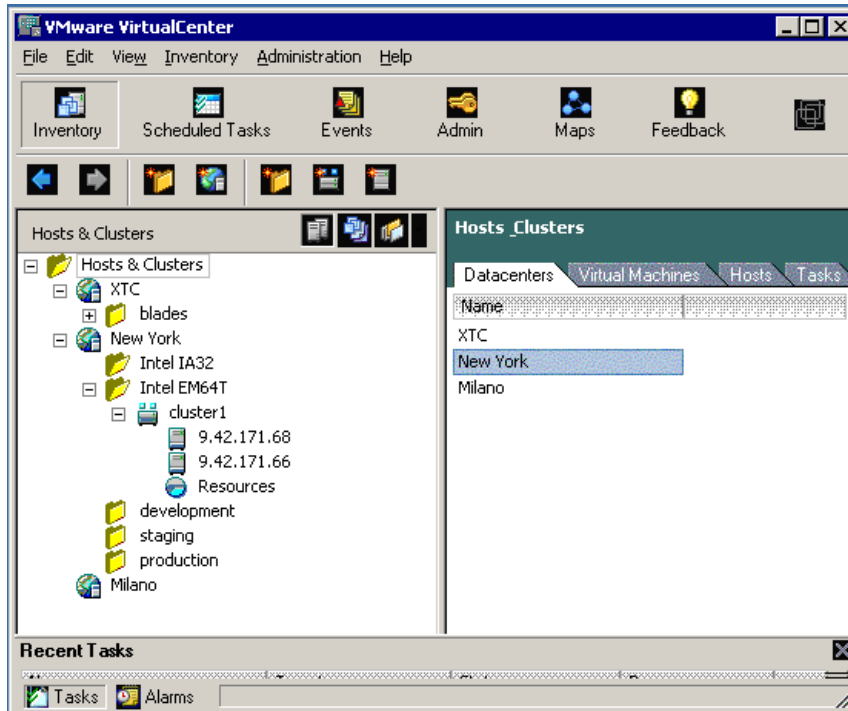 VMware VirtualCenter
File Edit View Inventory Administration Help
Inventory Scheduled Tasks Events Admin Maps Feedback
Hosts & Clusters
Hosts & Clusters
XTC
blades
New York
Intel IA32
Intel EM64T
cluster1
9.42.171.68
9.42.171.66
Resources
development
staging
production
Milano
Hosts _Clusters
Datacenters Virtual Machines Hosts Tasks
Name
XTC
New York
Milano
Recent Tasks
Tasks Alarms